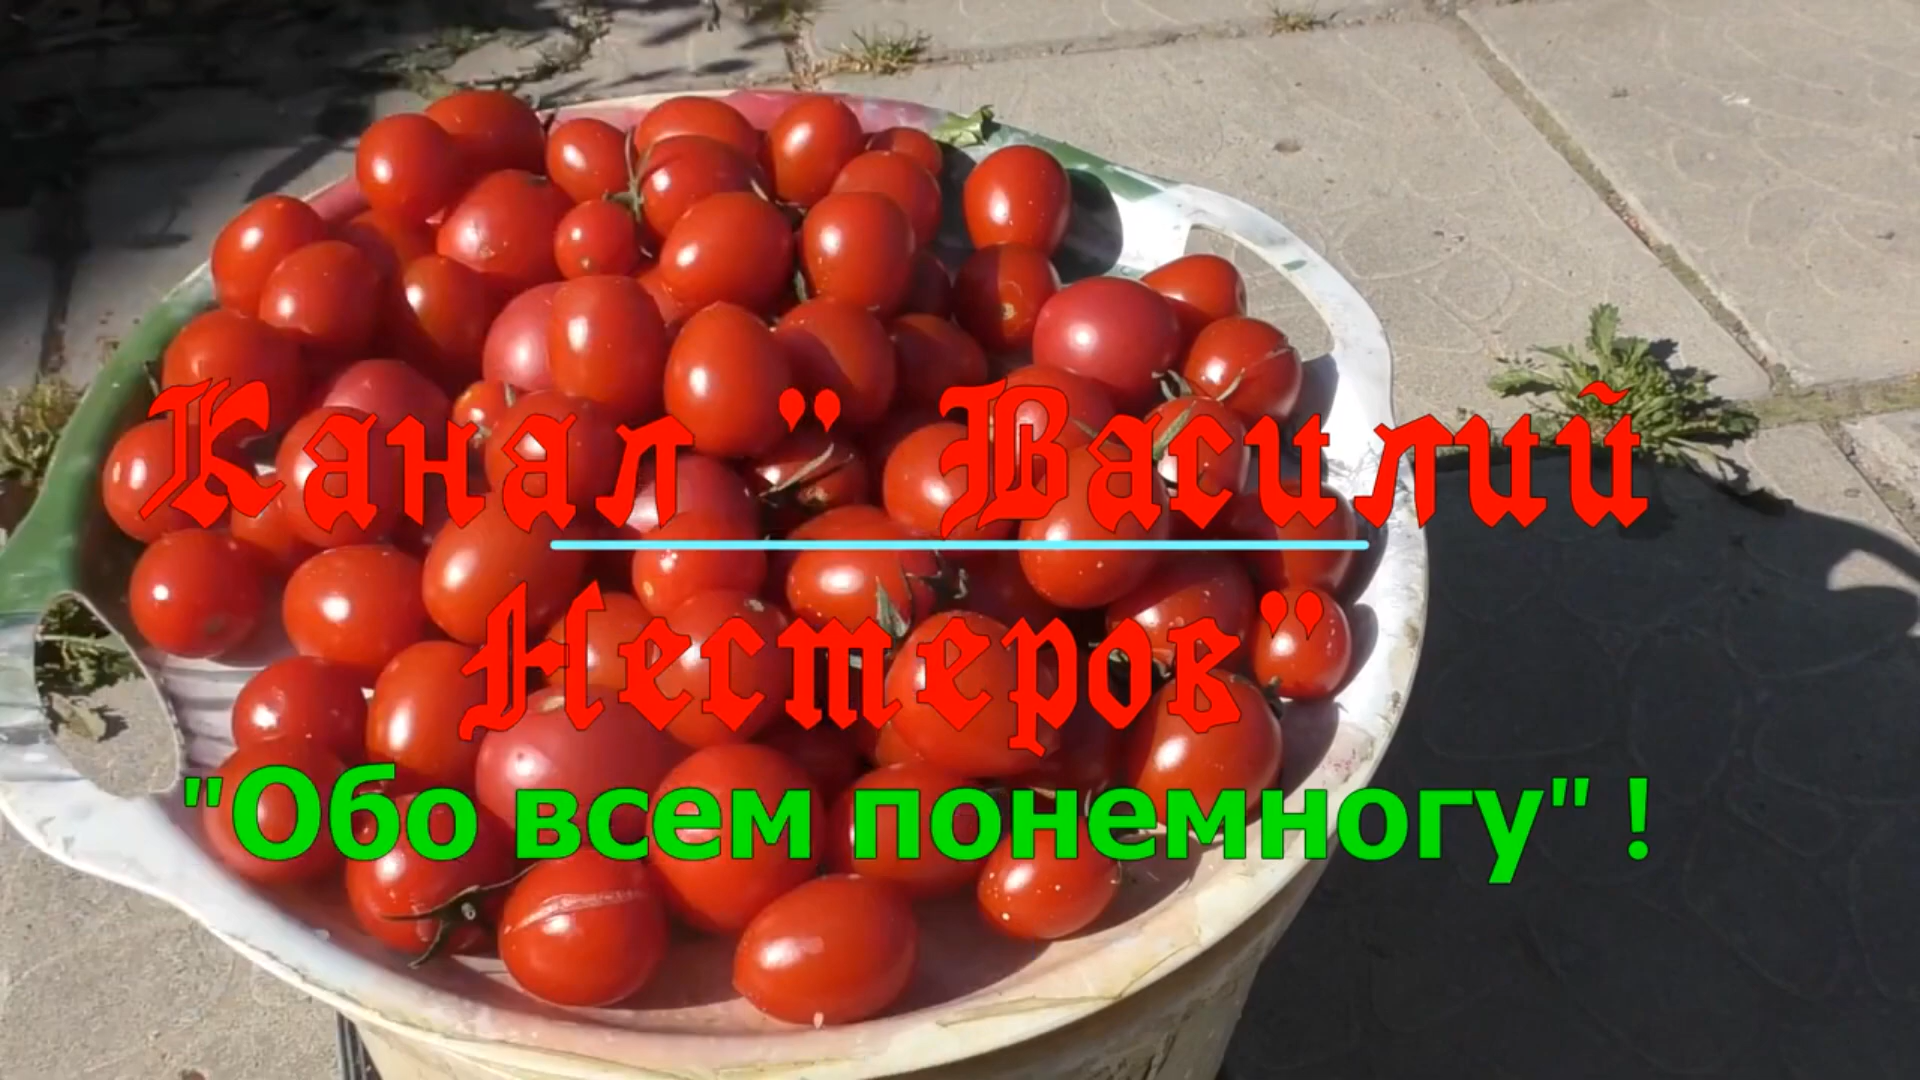 Канал " Василий
Нестеров"
"Обо всем понемногу" !